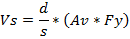 Vs = d/s * (Av * Fy)